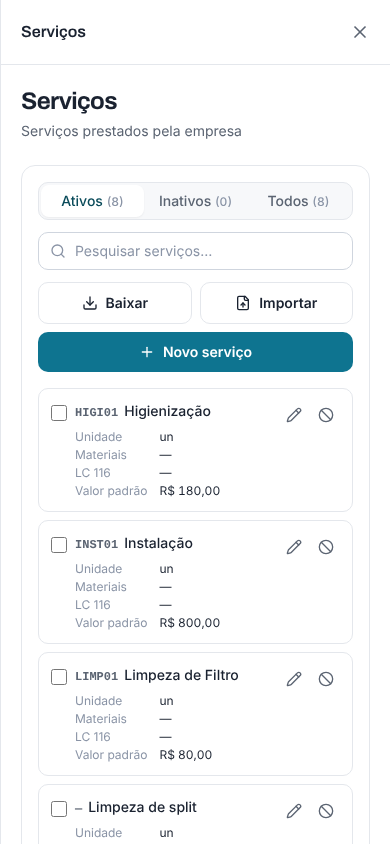 Serviços
Serviços
Serviços prestados pela empresa
Ativos (8) Inativos (0) Todos (8)
Pesquisar serviços...
Baixar Importar
+ Novo serviço
HIGI01 Higienização
Unidade un
Materiais —
LC 116 —
Valor padrão R$ 180,00
INST01 Instalação
Unidade un
Materiais —
LC 116 —
Valor padrão R$ 800,00
LIMP01 Limpeza de Filtro
Unidade un
Materiais —
LC 116 —
Valor padrão R$ 80,00
— Limpeza de split
Unidade un